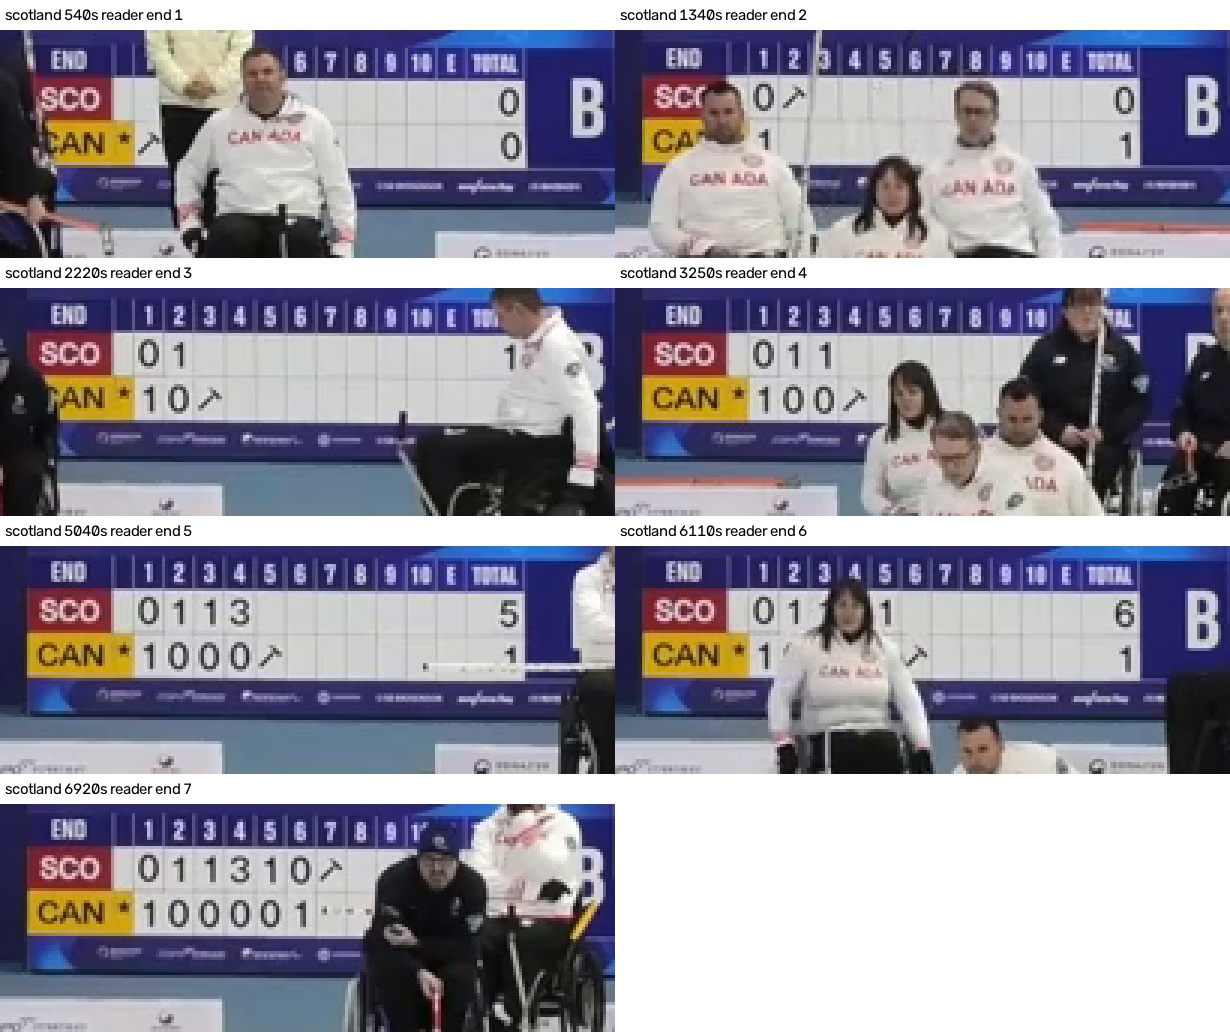 scotland 540s reader end 1
END 6 7 8 9 10 E TOTAL
SCO 0
CAN * 0
B
CANADA
scotland 1340s reader end 2
END 1 2 3 4 5 6 7 8 9 10 E TOTAL
SCO 0 0
CA 1 1
B
CANADA
CANADA
CANADA
scotland 2220s reader end 3
END 1 2 3 4 5 6 7 8 9 10 E
SCO 0 1 1
CAN * 1 0
scotland 3250s reader end 4
END 1 2 3 4 5 6 7 8 9 10
SCO 0 1 1
CAN * 1 0 0
scotland 5040s reader end 5
END 1 2 3 4 5 6 7 8 9 10 E TOTAL
SCO 0 1 1 3 5
CAN * 1 0 0 0 1
scotland 6110s reader end 6
END 1 2 3 4 5 6 7 8 9 10 E TOTAL
SCO 0 1 1 6
CAN * 1 1
B
CANADA
scotland 6920s reader end 7
END 1 2 3 4 5 6 7 8 9
SCO 0 1 1 3 1 0
CAN * 1 0 0 0 0 1